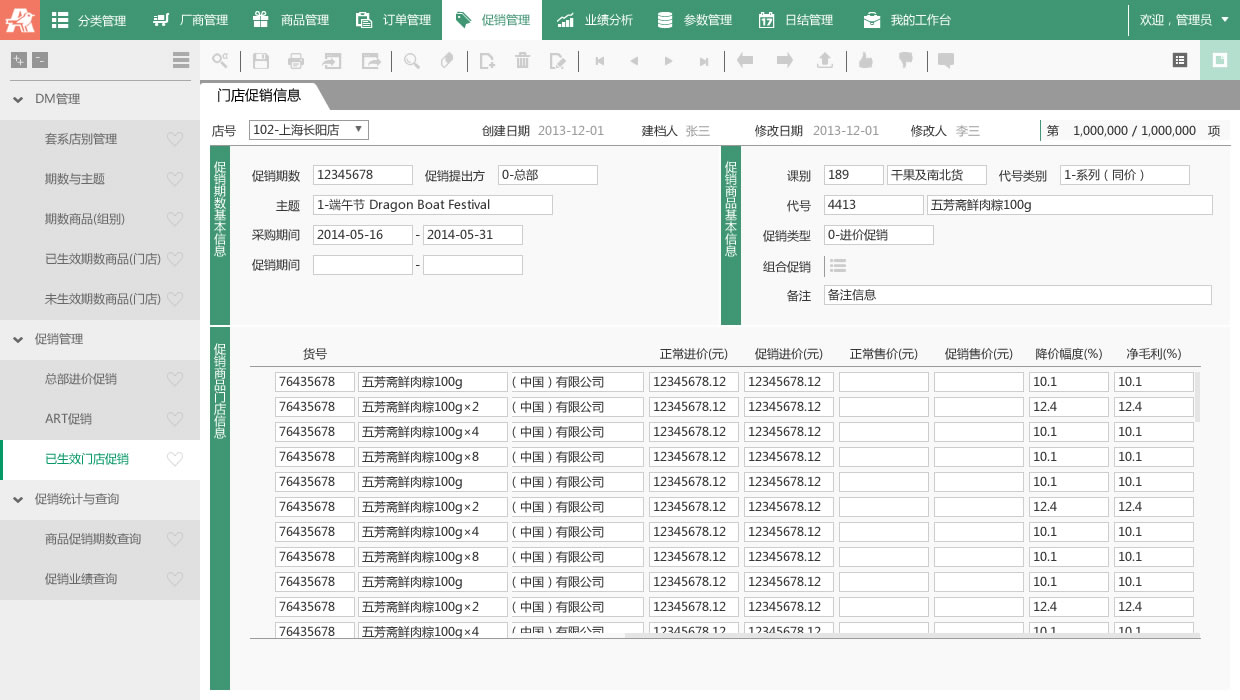 分类管理 厂商管理 商品管理 订单管理 促销管理 业绩分析 参数管理 日结管理 我的工作台 欢迎，管理员
DM管理
套系店别管理
期数与主题
期数商品(组别)
已生效期数商品(门店)
未生效期数商品(门店)
促销管理
总部进价促销
ART促销
已生效门店促销
促销统计与查询
商品促销期数查询
促销业绩查询
门店促销信息
店号 102-上海长阳店 创建日期 2013-12-01 建档人 张三 修改日期 2013-12-01 修改人 李三 第 1,000,000 / 1,000,000 项
促销期数基本信息
促销期数 12345678 促销提出方 0-总部
主题 1-端午节 Dragon Boat Festival
采购期间 2014-05-16 - 2014-05-31
促销期间 -
促销商品基本信息
课别 189 干果及南北货 代号类别 1-系列（同价）
代号 4413 五芳斋鲜肉粽100g
促销类型 0-进价促销
组合促销
备注 备注信息
促销商品门店信息
货号 正常进价(元) 促销进价(元) 正常售价(元) 促销售价(元) 降价幅度(%) 净毛利(%)
76435678 五芳斋鲜肉粽100g （中国）有限公司 12345678.12 12345678.12 10.1 10.1
76435678 五芳斋鲜肉粽100g×2 （中国）有限公司 12345678.12 12345678.12 12.4 12.4
76435678 五芳斋鲜肉粽100g×4 （中国）有限公司 12345678.12 12345678.12 10.1 10.1
76435678 五芳斋鲜肉粽100g×8 （中国）有限公司 12345678.12 12345678.12 10.1 10.1
76435678 五芳斋鲜肉粽100g （中国）有限公司 12345678.12 12345678.12 10.1 10.1
76435678 五芳斋鲜肉粽100g×2 （中国）有限公司 12345678.12 12345678.12 12.4 12.4
76435678 五芳斋鲜肉粽100g×4 （中国）有限公司 12345678.12 12345678.12 10.1 10.1
76435678 五芳斋鲜肉粽100g×8 （中国）有限公司 12345678.12 12345678.12 10.1 10.1
76435678 五芳斋鲜肉粽100g （中国）有限公司 12345678.12 12345678.12 10.1 10.1
76435678 五芳斋鲜肉粽100g×2 （中国）有限公司 12345678.12 12345678.12 12.4 12.4
76435678 五芳斋鲜肉粽100g×4 （中国）有限公司 12345678.12 12345678.12 10.1 10.1